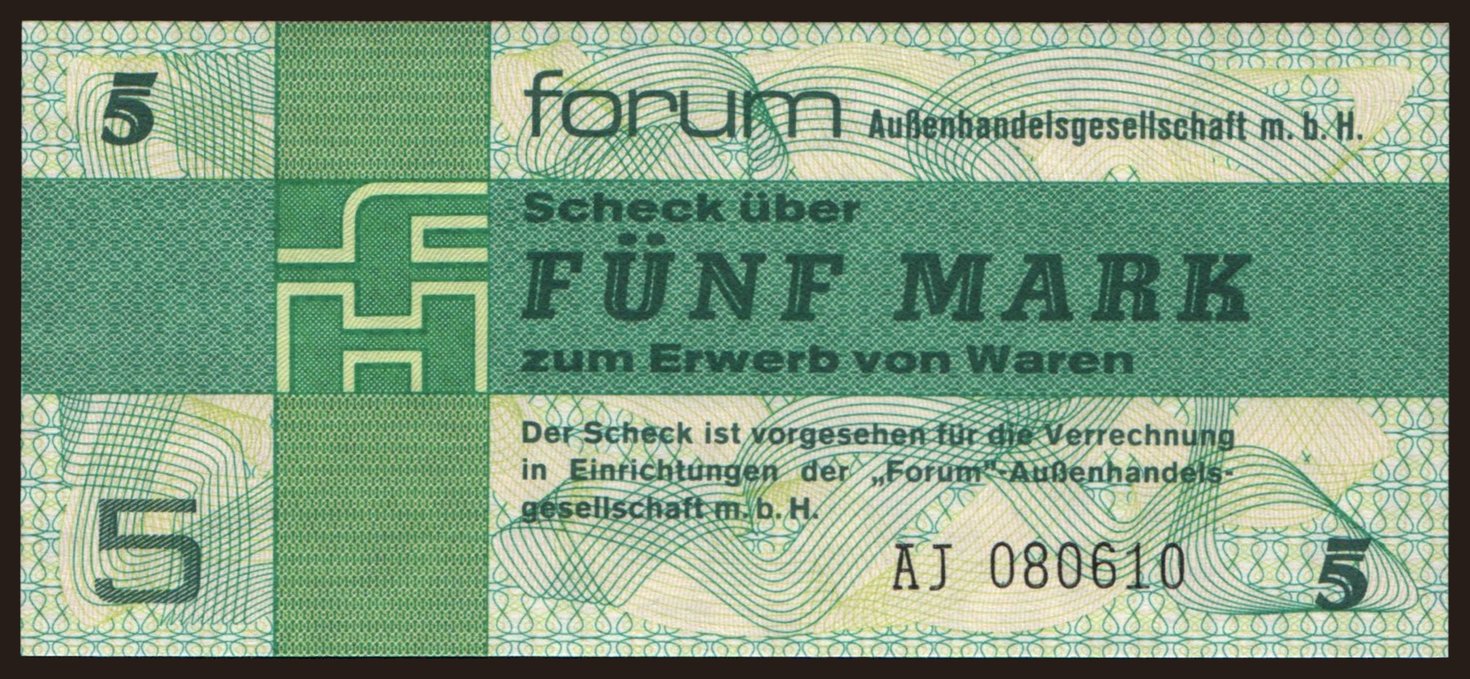 5
forum Außenhandelsgesellschaft m. b. H.
Scheck über
FÜNF MARK
zum Erwerb von Waren
Der Scheck ist vorgesehen für die Verrechnung
in Einrichtungen der „Forum"-Außenhandels-
gesellschaft m. b. H.
5
AJ 080610
5